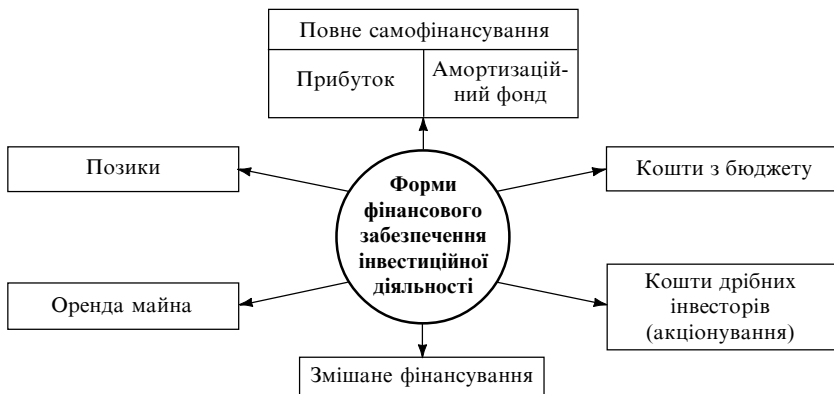 Повне самофінансування
Прибуток
Амортизацій-
ний фонд
Позики
Кошти з бюджету
Форми
фінансового
забезпечення
інвестиційної
діяльності
Оренда майна
Кошти дрібних
інвесторів
(акціонування)
Змішане фінансування